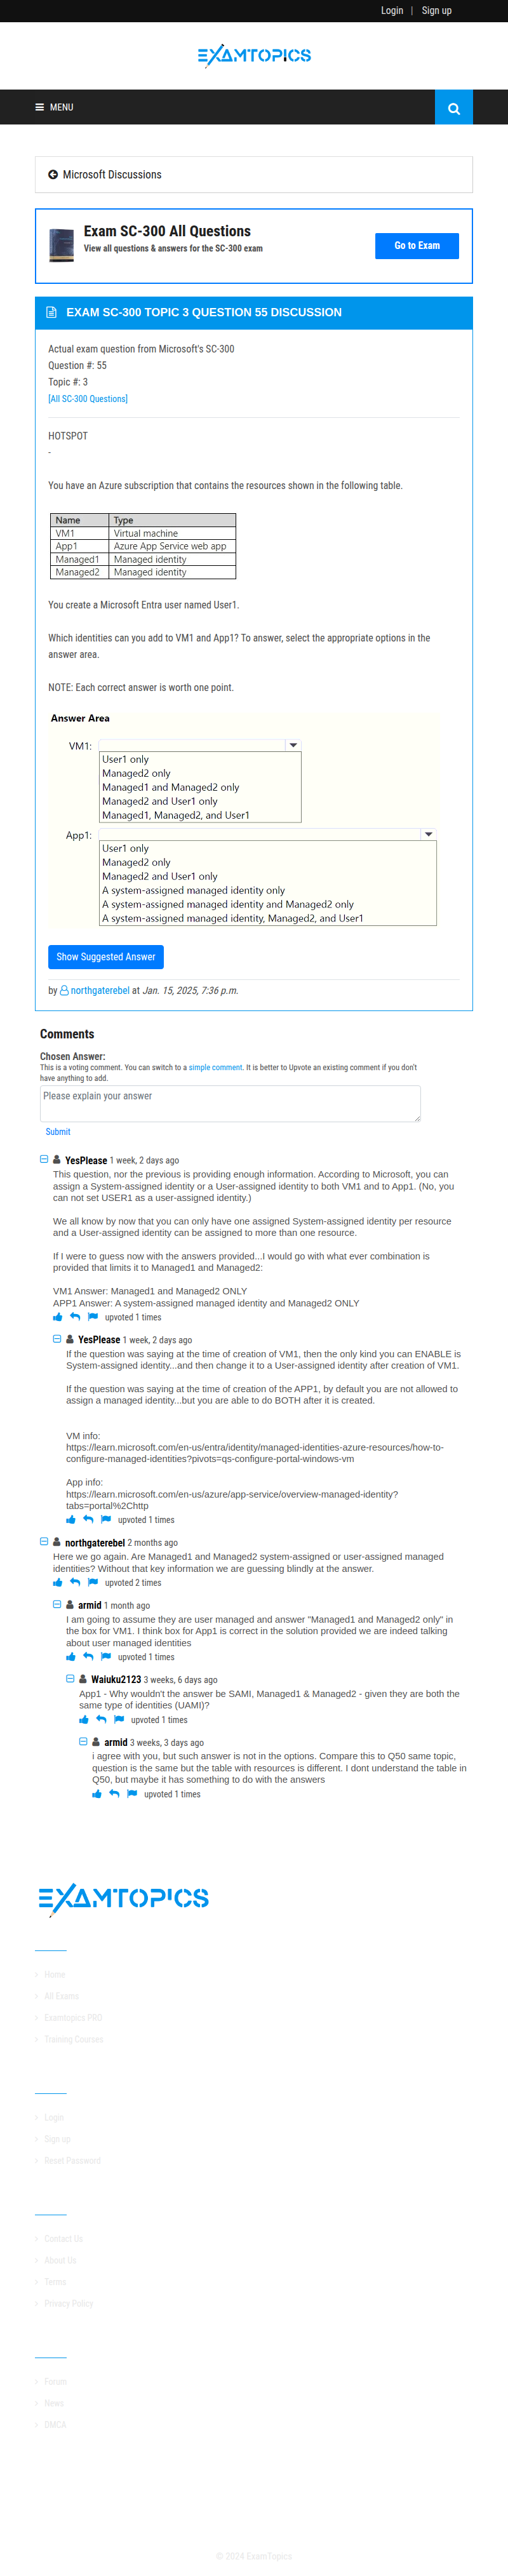 Login | Sign up
EXAMTOPICS
MENU
Microsoft Discussions
Exam SC-300 All Questions
View all questions & answers for the SC-300 exam
Go to Exam
EXAM SC-300 TOPIC 3 QUESTION 55 DISCUSSION
Actual exam question from Microsoft's SC-300
Question #: 55
Topic #: 3
[All SC-300 Questions]
HOTSPOT
-
You have an Azure subscription that contains the resources shown in the following table.
Name Type
VM1 Virtual machine
App1 Azure App Service web app
Managed1 Managed identity
Managed2 Managed identity
You create a Microsoft Entra user named User1.
Which identities can you add to VM1 and App1? To answer, select the appropriate options in the
answer area.
NOTE: Each correct answer is worth one point.
Answer Area
VM1:
User1 only
Managed2 only
Managed1 and Managed2 only
Managed2 and User1 only
Managed1, Managed2, and User1
App1:
User1 only
Managed2 only
Managed2 and User1 only
A system-assigned managed identity only
A system-assigned managed identity and Managed2 only
A system-assigned managed identity, Managed2, and User1
Show Suggested Answer
by northgaterebel at Jan. 15, 2025, 7:36 p.m.
Comments
Chosen Answer:
This is a voting comment. You can switch to a simple comment. It is better to Upvote an existing comment if you don't
have anything to add.
Please explain your answer
Submit
YesPlease 1 week, 2 days ago
This question, nor the previous is providing enough information. According to Microsoft, you can
assign a System-assigned identity or a User-assigned identity to both VM1 and to App1. (No, you
can not set USER1 as a user-assigned identity.)
We all know by now that you can only have one assigned System-assigned identity per resource
and a User-assigned identity can be assigned to more than one resource.
If I were to guess now with the answers provided...I would go with what ever combination is
provided that limits it to Managed1 and Managed2:
VM1 Answer: Managed1 and Managed2 ONLY
APP1 Answer: A system-assigned managed identity and Managed2 ONLY
upvoted 1 times
YesPlease 1 week, 2 days ago
If the question was saying at the time of creation of VM1, then the only kind you can ENABLE is
System-assigned identity...and then change it to a User-assigned identity after creation of VM1.
If the question was saying at the time of creation of the APP1, by default you are not allowed to
assign a managed identity...but you are able to do BOTH after it is created.
VM info:
https://learn.microsoft.com/en-us/entra/identity/managed-identities-azure-resources/how-to-
configure-managed-identities?pivots=qs-configure-portal-windows-vm
App info:
https://learn.microsoft.com/en-us/azure/app-service/overview-managed-identity?
tabs=portal%2Chttp
upvoted 1 times
northgaterebel 2 months ago
Here we go again. Are Managed1 and Managed2 system-assigned or user-assigned managed
identities? Without that key information we are guessing blindly at the answer.
upvoted 2 times
armid 1 month ago
I am going to assume they are user managed and answer "Managed1 and Managed2 only" in
the box for VM1. I think box for App1 is correct in the solution provided we are indeed talking
about user managed identities
upvoted 1 times
Waiuku2123 3 weeks, 6 days ago
App1 - Why wouldn't the answer be SAMI, Managed1 & Managed2 - given they are both the
same type of identities (UAMI)?
upvoted 1 times
armid 3 weeks, 3 days ago
i agree with you, but such answer is not in the options. Compare this to Q50 same topic,
question is the same but the table with resources is different. I dont understand the later in
Q50, but maybe it has something to do with the answers
upvoted 1 times
EXAMTOPICS
Home
All Exams
Examtopics PRO
Training Courses
Login
Sign up
Reset Password
Contact Us
About Us
Terms
Privacy Policy
Forum
News
DMCA
© 2024 ExamTopics